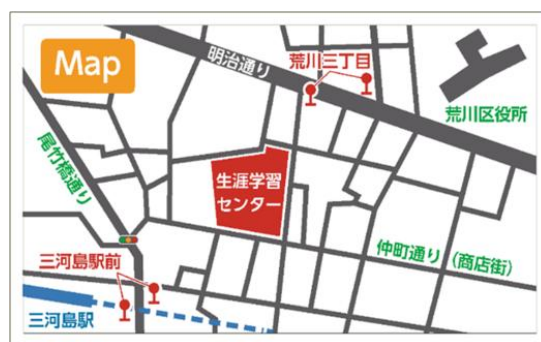 Map
明治通り
荒川三丁目
荒川区役所
尾竹橋通り
生涯学習
センター
仲町通り（商店街）
三河島駅前
三河島駅